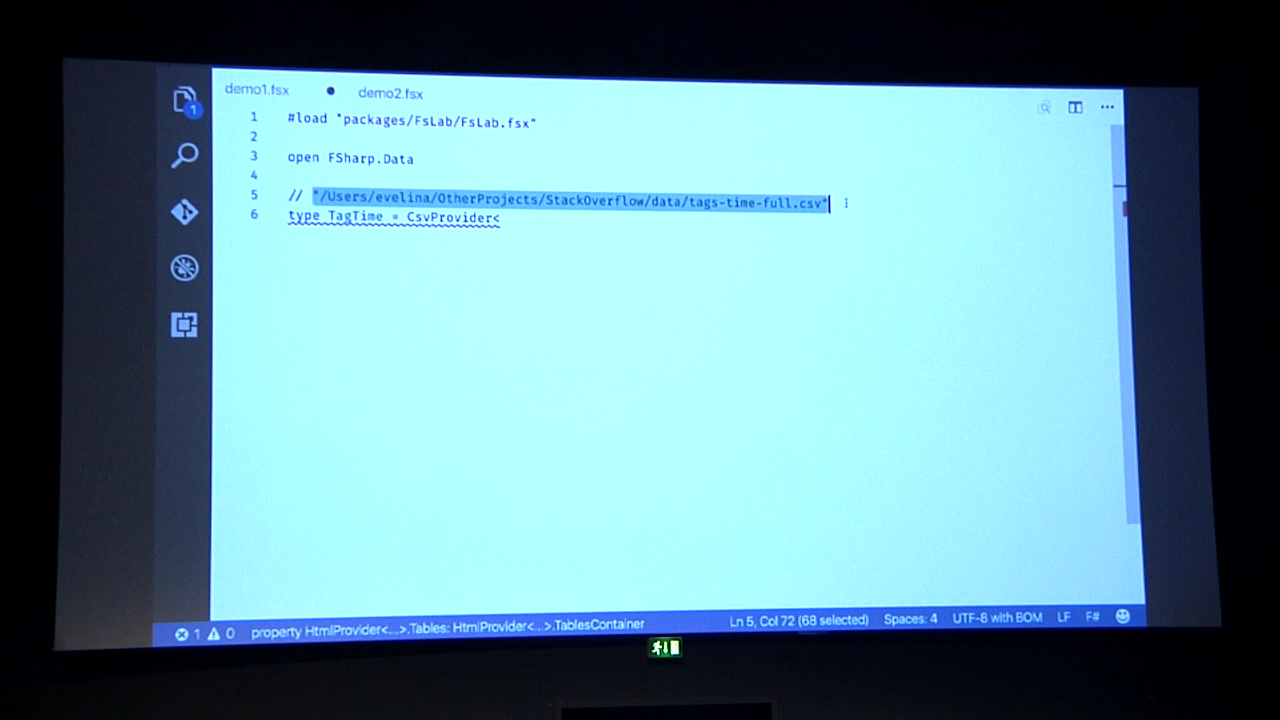 demo1.fsx demo2.fsx
1
1 #load "packages/FsLab/FsLab.fsx"
2
3 open FSharp.Data
4
5 // "/Users/evelina/OtherProjects/StackOverflow/data/tags-time-full.csv"
6 type TagTime = CsvProvider<
1 0 property HtmlProvider<...>.Tables: HtmlProvider<...>.TablesContainer Ln 5, Col 72 (68 selected) Spaces: 4 UTF-8 with BOM LF F#